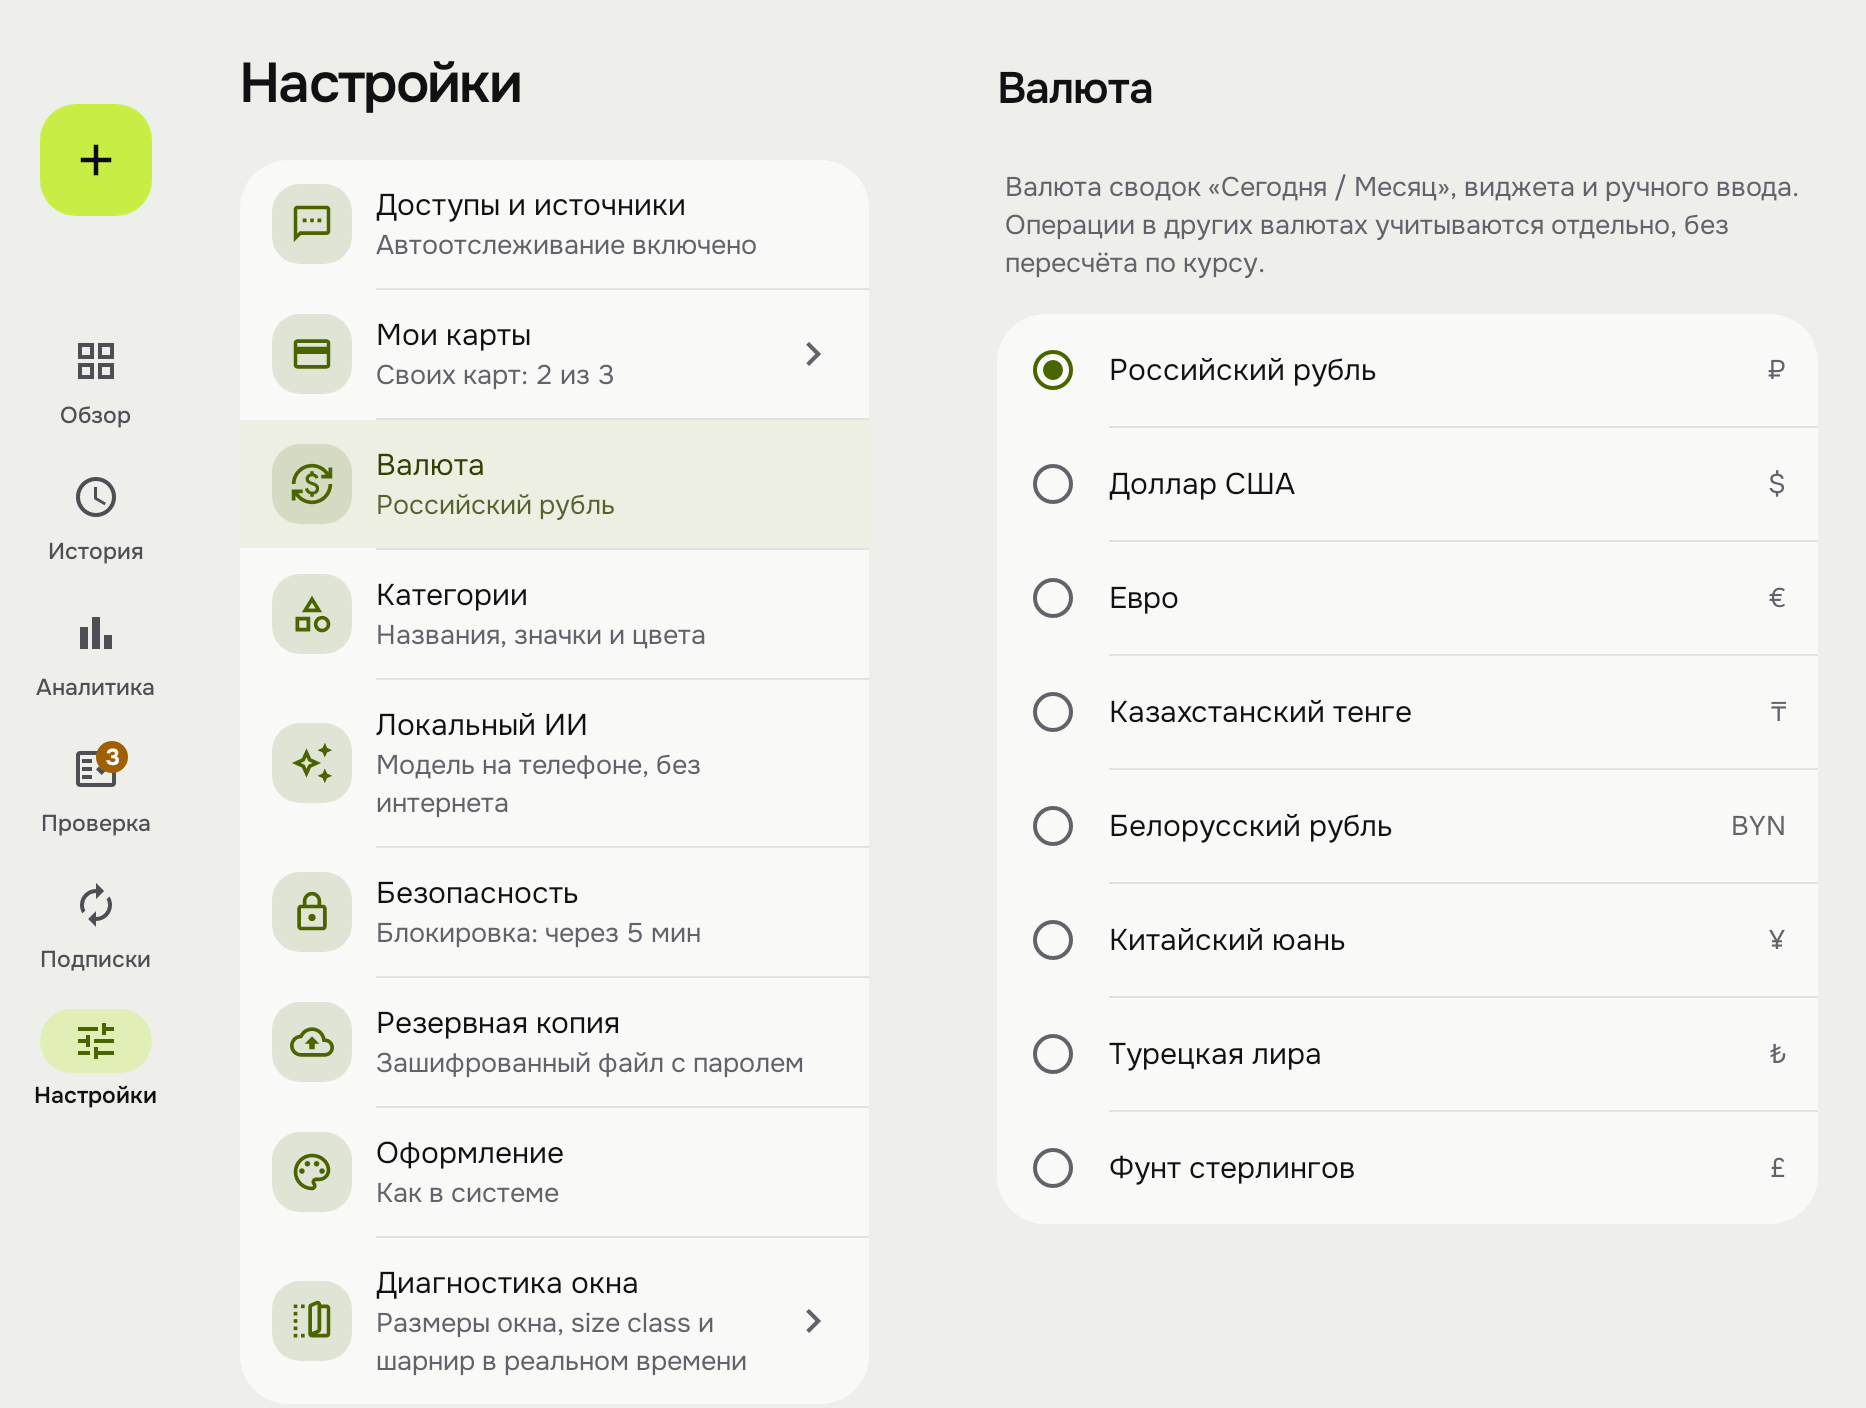 +
Обзор
История
Аналитика
3
Проверка
Подписки
Настройки
Настройки
Доступы и источники
Автоотслеживание включено
Мои карты
Своих карт: 2 из 3
Валюта
Российский рубль
Категории
Названия, значки и цвета
Локальный ИИ
Модель на телефоне, без
интернета
Безопасность
Блокировка: через 5 мин
Резервная копия
Зашифрованный файл с паролем
Оформление
Как в системе
Диагностика окна
Размеры окна, size class и
шарнир в реальном времени
Валюта
Валюта сводок «Сегодня / Месяц», виджета и ручного ввода.
Операции в других валютах учитываются отдельно, без
пересчёта по курсу.
Российский рубль ₽
Доллар США $
Евро €
Казахстанский тенге ₸
Белорусский рубль BYN
Китайский юань ¥
Турецкая лира ₺
Фунт стерлингов £